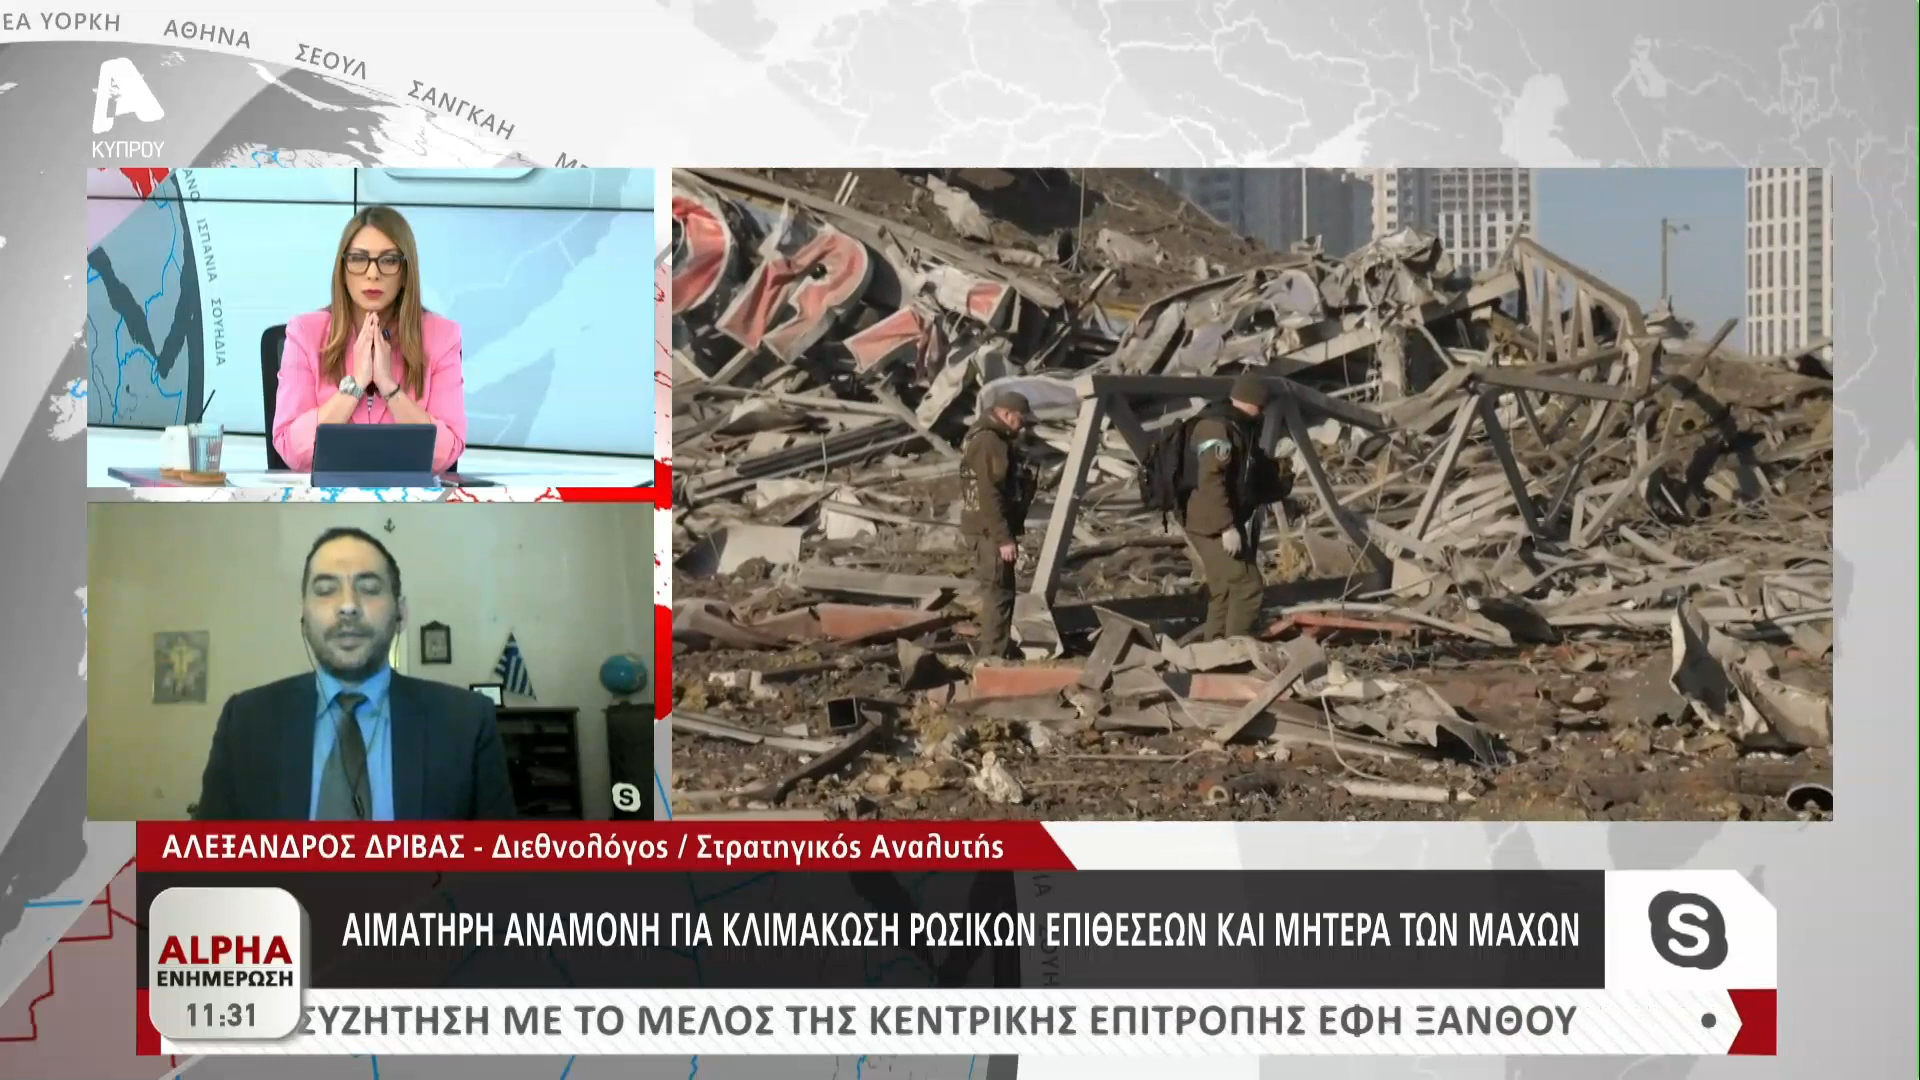 ΕΑ ΥΟΡΚΗ
ΑΘΗΝΑ
ΣΕΟΥΛ
ΣΑΝΓΚΑΗ
ΚΥΠΡΟΥ
ΙΣΠΑΝΙΑ
ΣΟΥΗΔΙΑ
ΑΛΕΞΑΝΔΡΟΣ ΔΡΙΒΑΣ - Διεθνολόγος / Στρατηγικός Αναλυτής
ΑΙΜΑΤΗΡΗ ΑΝΑΜΟΝΗ ΓΙΑ ΚΛΙΜΑΚΩΣΗ ΡΩΣΙΚΩΝ ΕΠΙΘΕΣΕΩΝ ΚΑΙ ΜΗΤΕΡΑ ΤΩΝ ΜΑΧΩΝ
ALPHA
ΕΝΗΜΕΡΩΣΗ
11:31
ΣΥΖΗΤΗΣΗ ΜΕ ΤΟ ΜΕΛΟΣ ΤΗΣ ΚΕΝΤΡΙΚΗΣ ΕΠΙΤΡΟΠΗΣ ΕΦΗ ΞΑΝΘΟΥ